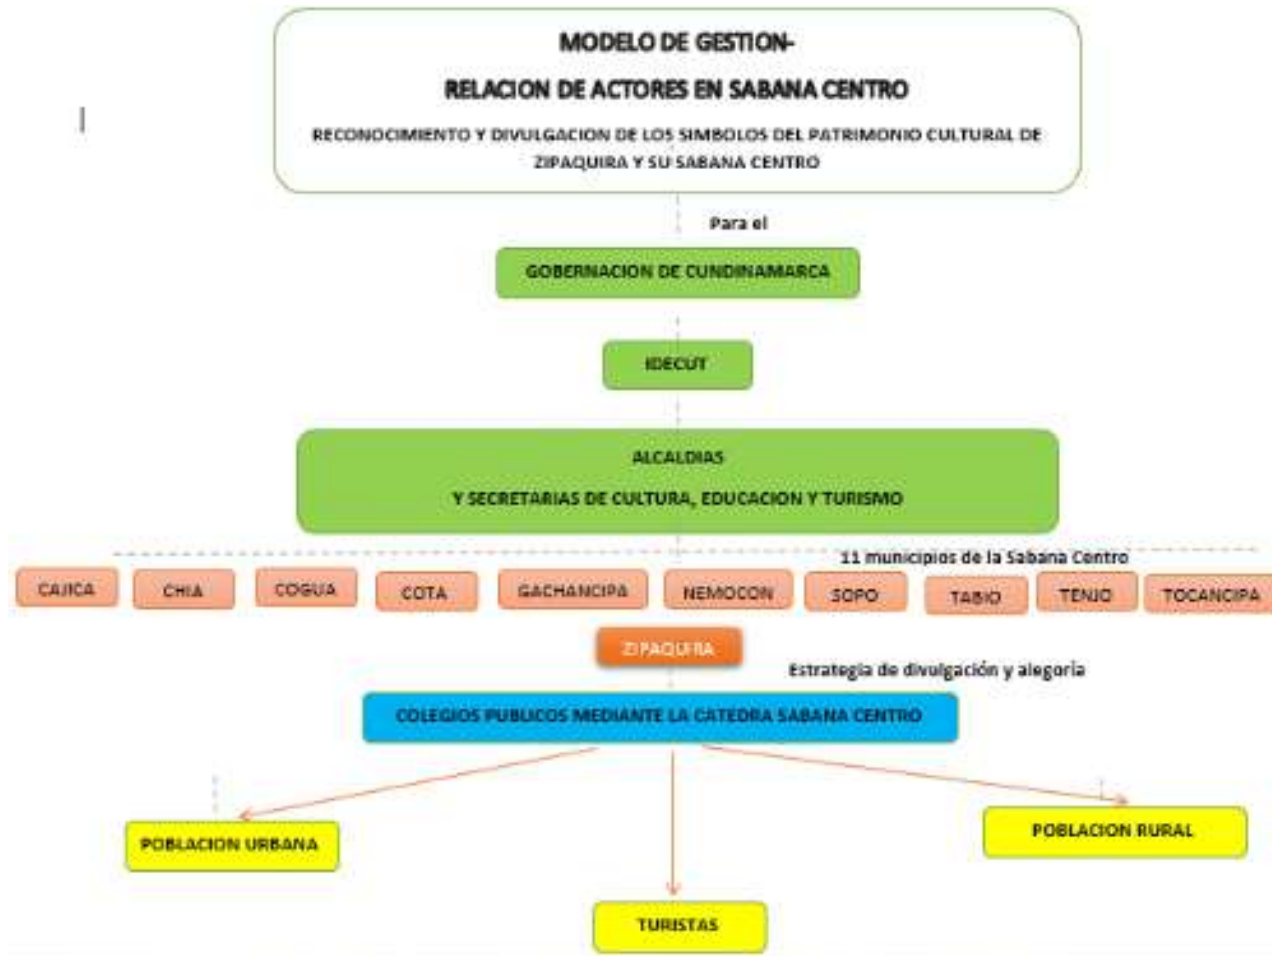 MODELO DE GESTION-
RELACION DE ACTORES EN SABANA CENTRO
RECONOCIMIENTO Y DIVULGACION DE LOS SIMBOLOS DEL PATRIMONIO CULTURAL DE
ZIPAQUIRA Y SU SABANA CENTRO
Para el
GOBERNACION DE CUNDINAMARCA
IDECUT
ALCALDIAS
Y SECRETARIAS DE CULTURA, EDUCACION Y TURISMO
11 municipios de la Sabana Centro
CAJICA
CHIA
COGUA
COTA
GACHANCIPA
NEMOCON
SOPO
TABIO
TENJO
TOCANCIPA
ZIPAQUIRA
Estrategia de divulgación y alegoría
COLEGIOS PUBLICOS MEDIANTE LA CATEDRA SABANA CENTRO
POBLACION URBANA
POBLACION RURAL
TURISTAS